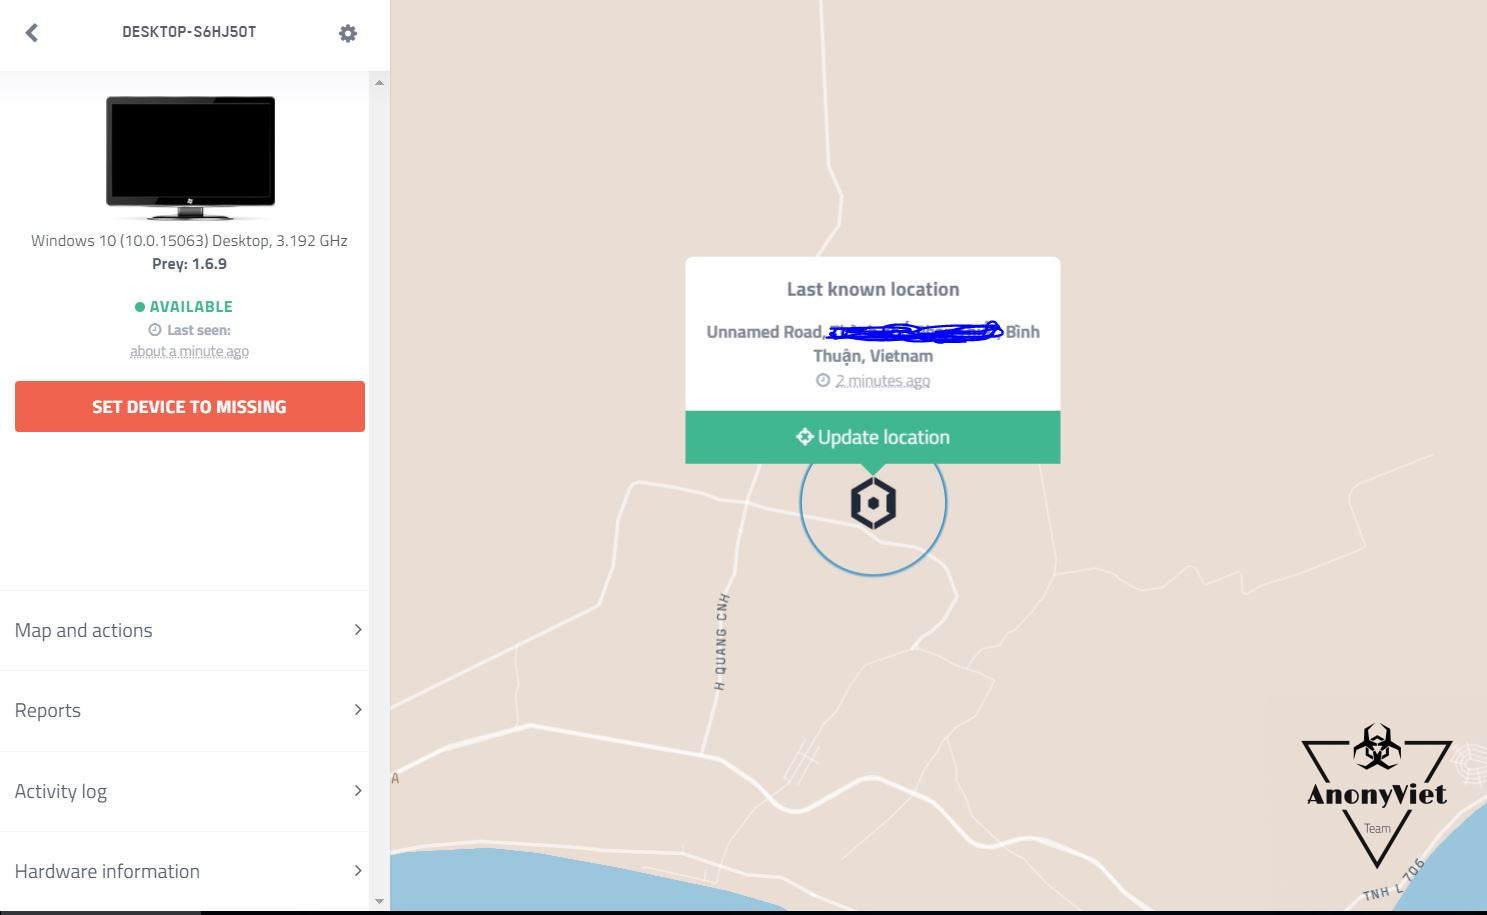 DESKTOP-S6HJ5OT
Windows 10 (10.0.15063) Desktop, 3.192 GHz
Prey: 1.6.9
AVAILABLE
Last seen:
about a minute ago
SET DEVICE TO MISSING
Map and actions
Reports
Activity log
Hardware information
Last known location
Unnamed Road, Bình
Thuận, Vietnam
2 minutes ago
Update location
H QUANG CNH
A
AnonyViet
Team
TNH L 706